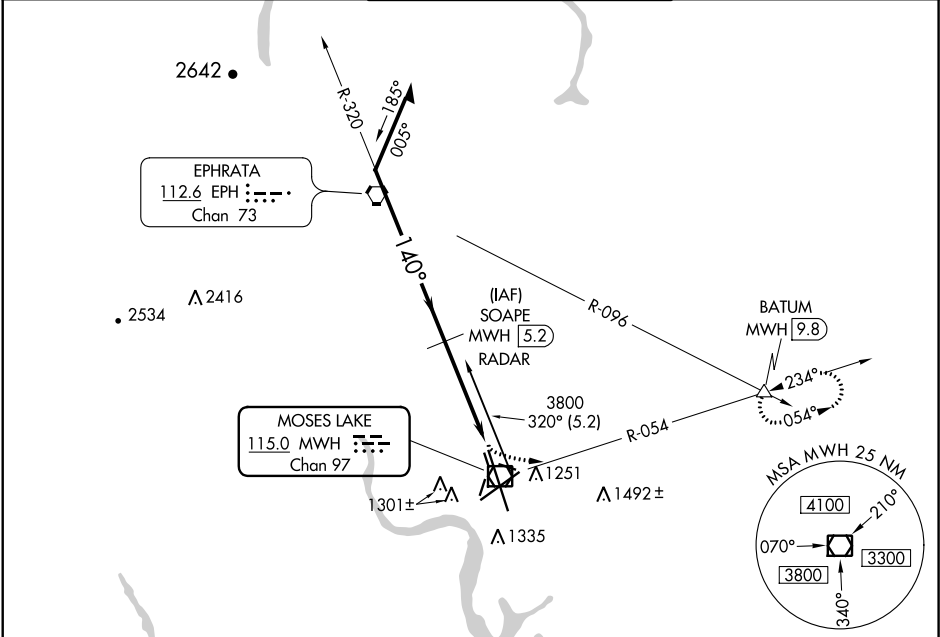 2642
R-320
185°
005°
EPHRATA
112.6 EPH
Chan 73
140°
2416
2534
(IAF)
SOAPE
MWH 5.2
RADAR
R-096
BATUM
MWH 9.8
234°
054°
3800
320° (5.2)
R-054
MOSES LAKE
115.0 MWH
Chan 97
1251
1301±
1492±
1335
MSA MWH 25 NM
4100
210°
070°
3300
3800
340°